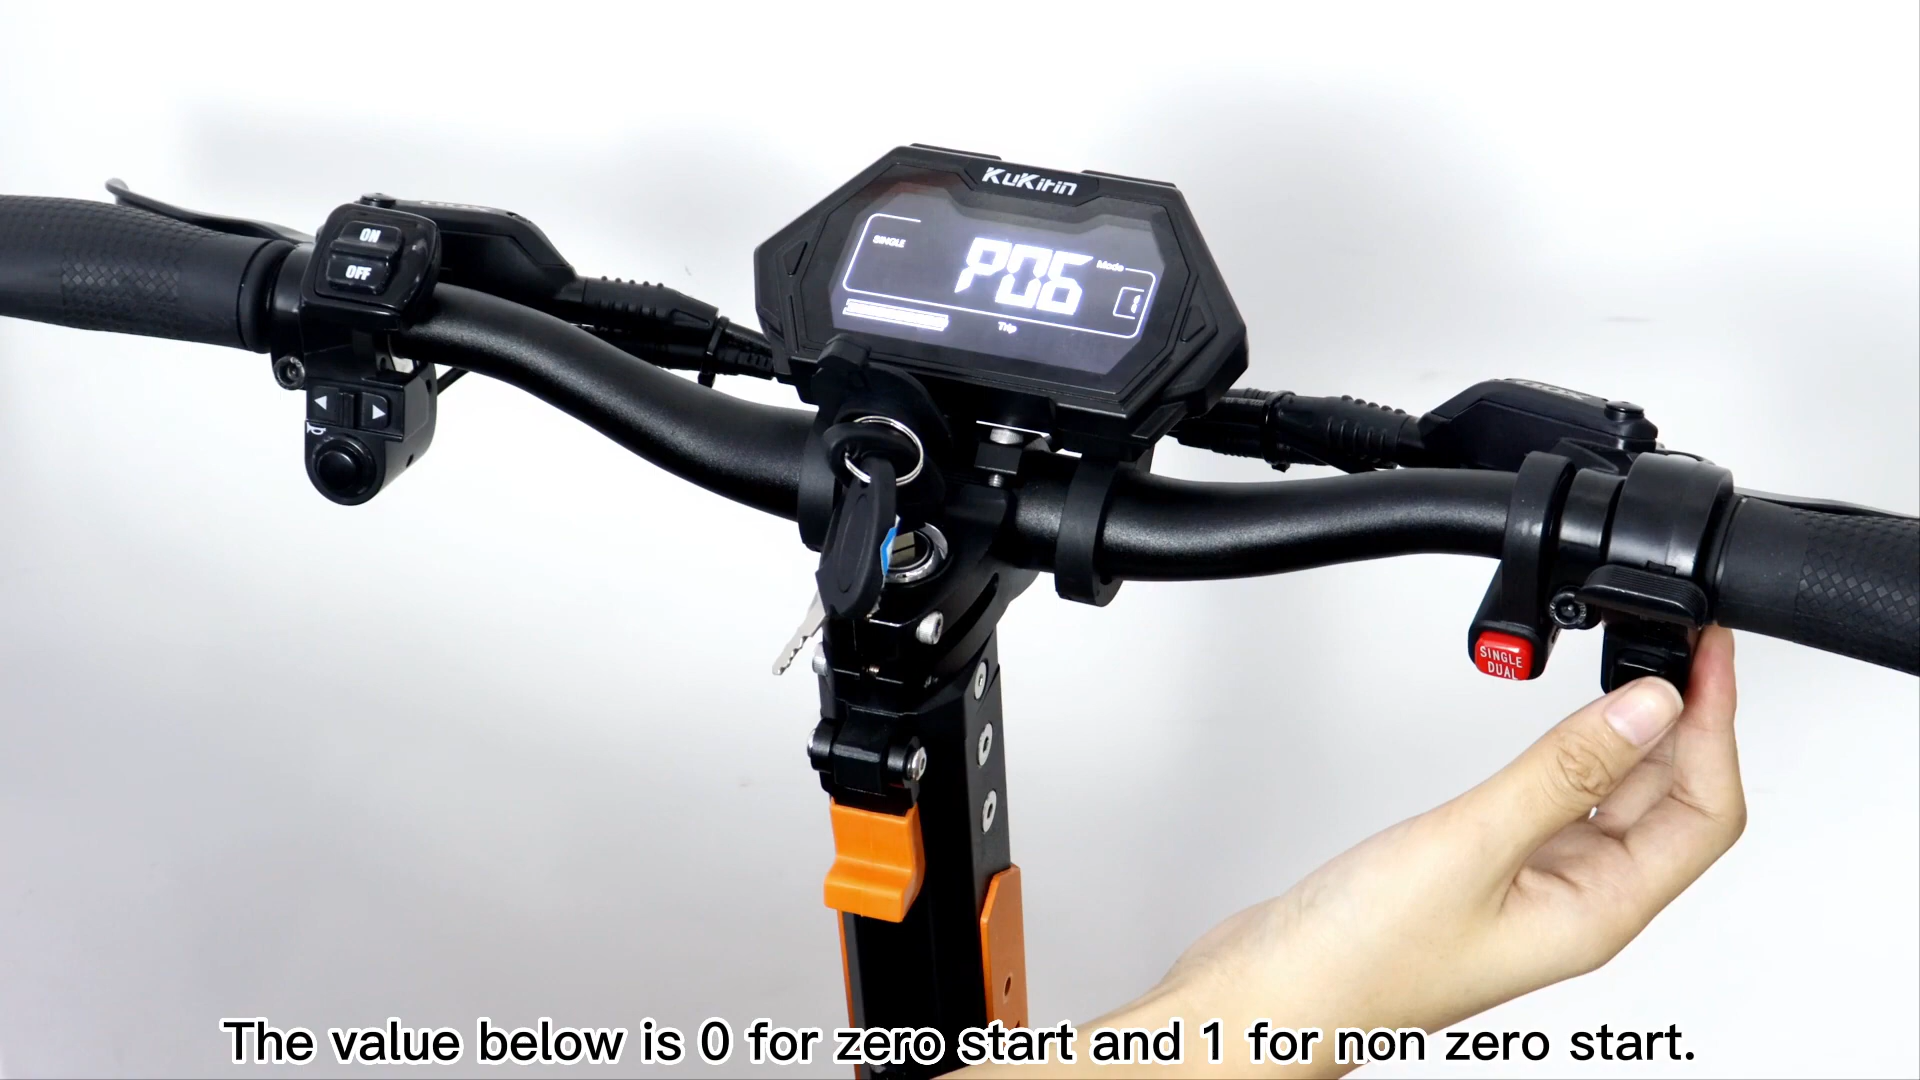 KuKirin
ON
OFF
SINGLE
P06
Mode
Trip
SINGLE
DUAL
The value below is 0 for zero start and 1 for non zero start.